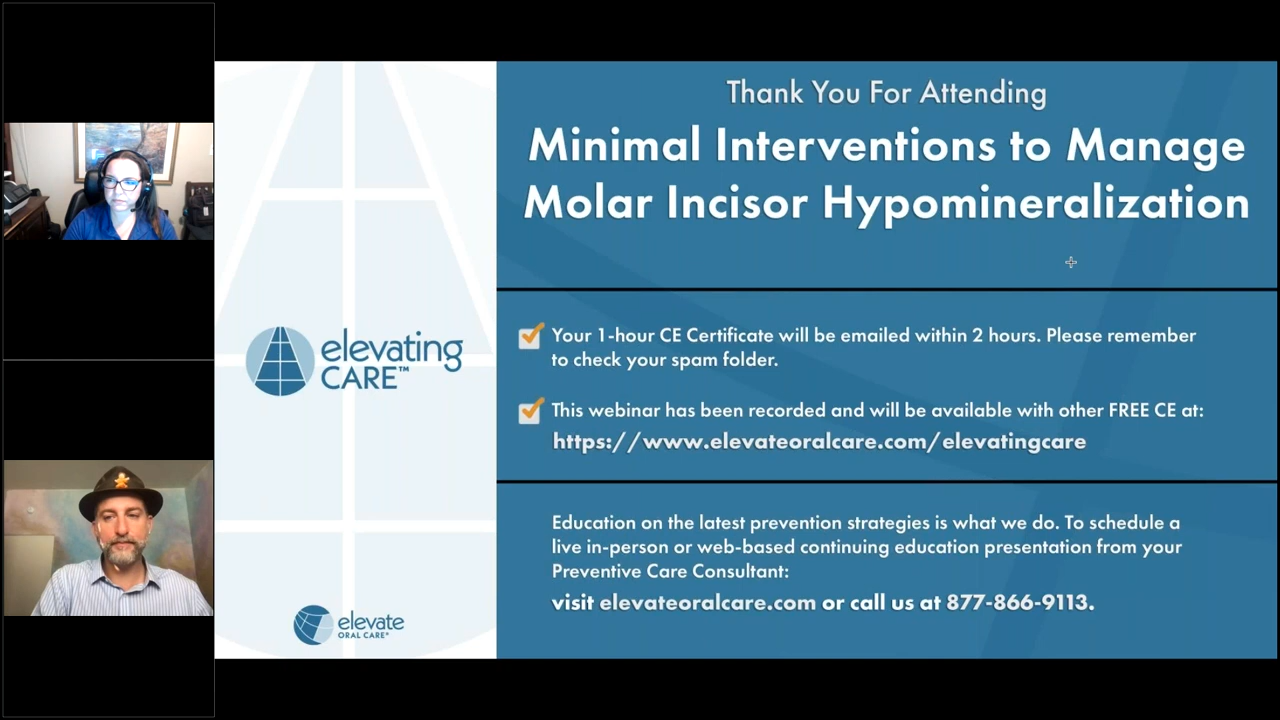 Thank You For Attending
Minimal Interventions to Manage
Molar Incisor Hypomineralization
elevating
CARE™
Your 1-hour CE Certificate will be emailed within 2 hours. Please remember
to check your spam folder.
This webinar has been recorded and will be available with other FREE CE at:
https://www.elevateoralcare.com/elevatingcare
Education on the latest prevention strategies is what we do. To schedule a
live in-person or web-based continuing education presentation from your
Preventive Care Consultant:
visit elevateoralcare.com or call us at 877-866-9113.
elevate
ORAL CARE®